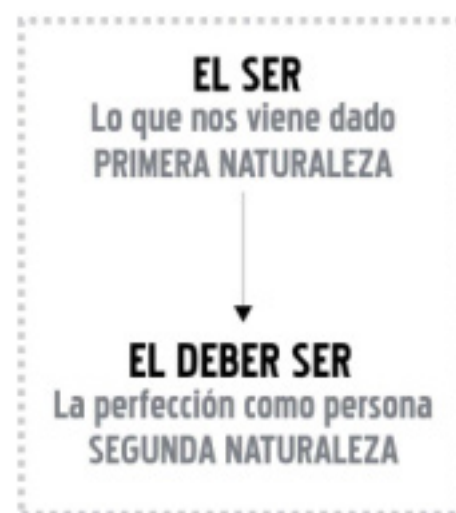 EL SER
Lo que nos viene dado
PRIMERA NATURALEZA
EL DEBER SER
La perfección como persona
SEGUNDA NATURALEZA